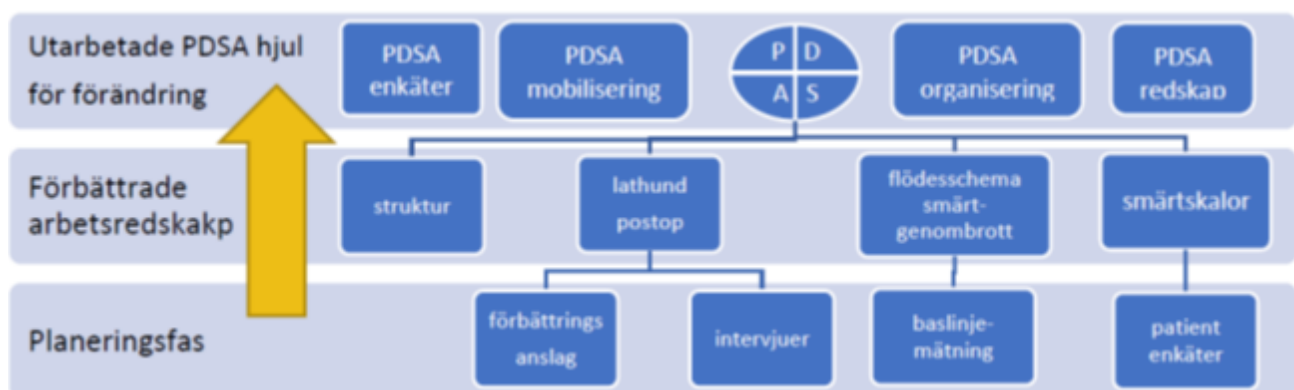 Utarbetade PDSA hjul
för förändring
PDSA
enkäter
PDSA
mobilisering
P D
A S
PDSA
organisering
PDSA
redskap
Förbättrade
arbetsredskakp
struktur
lathund
postop
flödesschema
smärt-
genombrott
smärtskalor
Planeringsfas
förbättrings
anslag
intervjuer
baslinje-
mätning
patient
enkäter